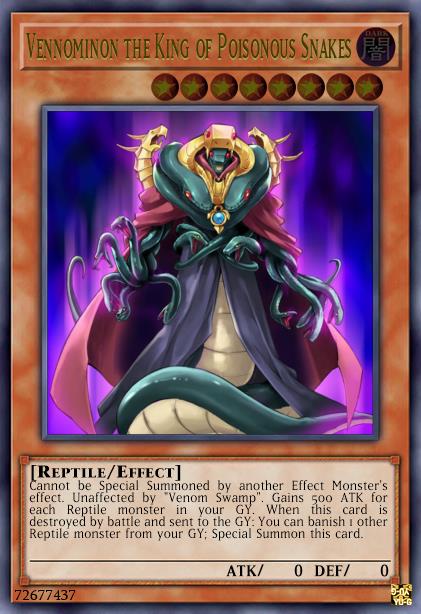 Vennominon the King of Poisonous Snakes
DARK
闇
[Reptile/Effect]
Cannot be Special Summoned by another Effect Monster's
effect. Unaffected by "Venom Swamp". Gains 500 ATK for
each Reptile monster in your GY. When this card is
destroyed by battle and sent to the GY: You can banish 1 other
Reptile monster from your GY; Special Summon this card.
ATK/ 0 DEF/ 0
72677437